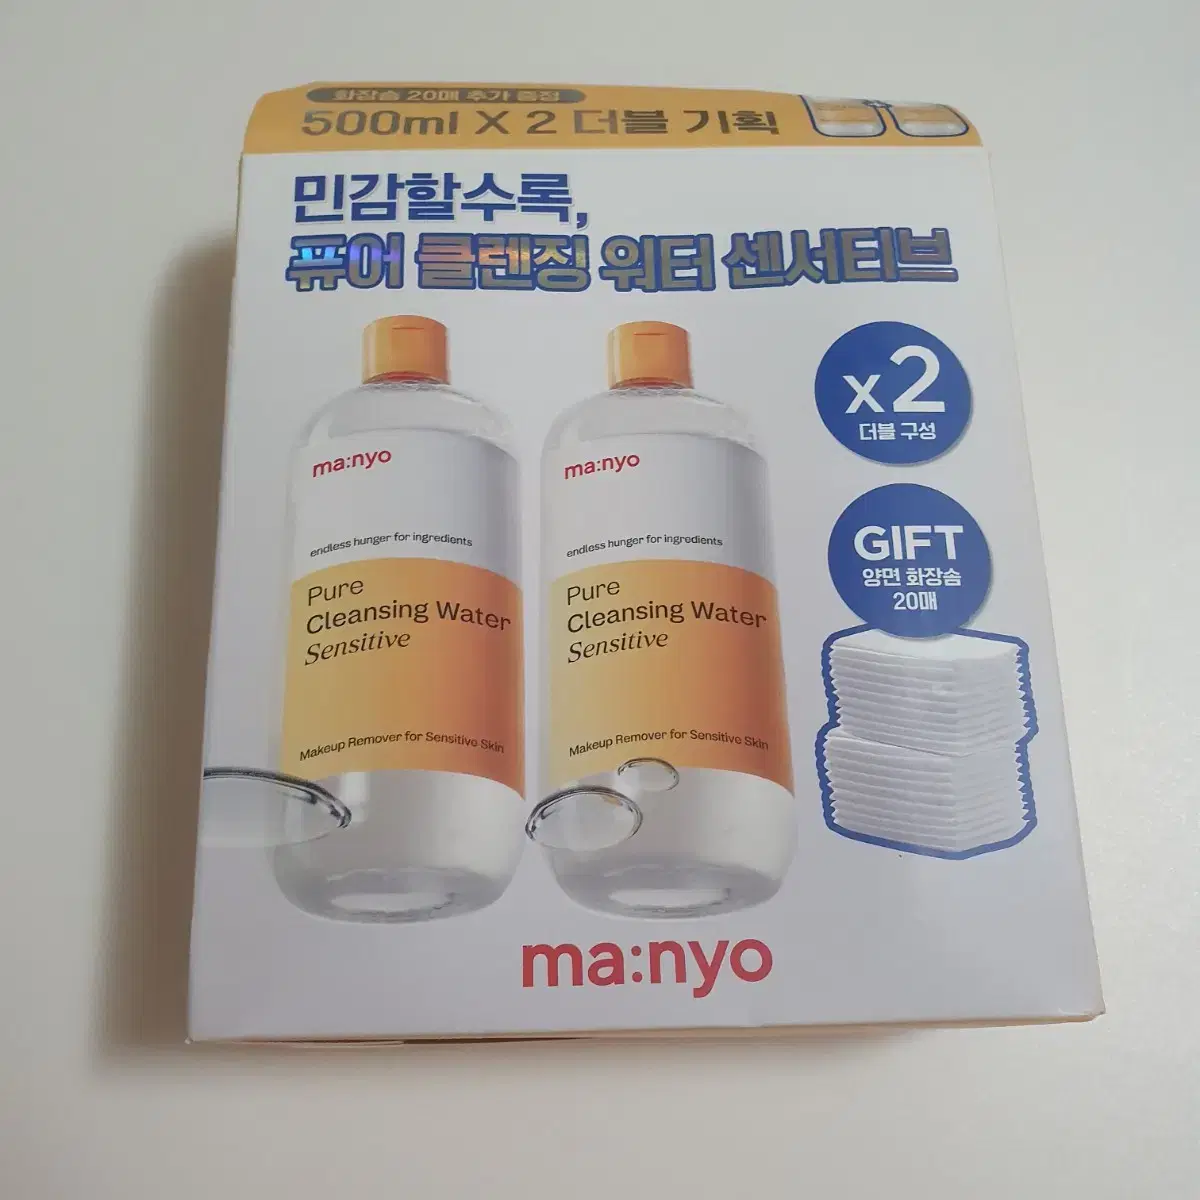 화장솜 20매 추가 증정
500ml X 2 더블 기획
민감할수록,
퓨어 클렌징 워터 센서티브
x2
더블 구성
ma:nyo
endless hunger for ingredients
Pure
Cleansing Water
Sensitive
Makeup Remover for Sensitive Skin
ma:nyo
endless hunger for ingredients
Pure
Cleansing Water
Sensitive
Makeup Remover for Sensitive Skin
GIFT
양면 화장솜
20매
ma:nyo